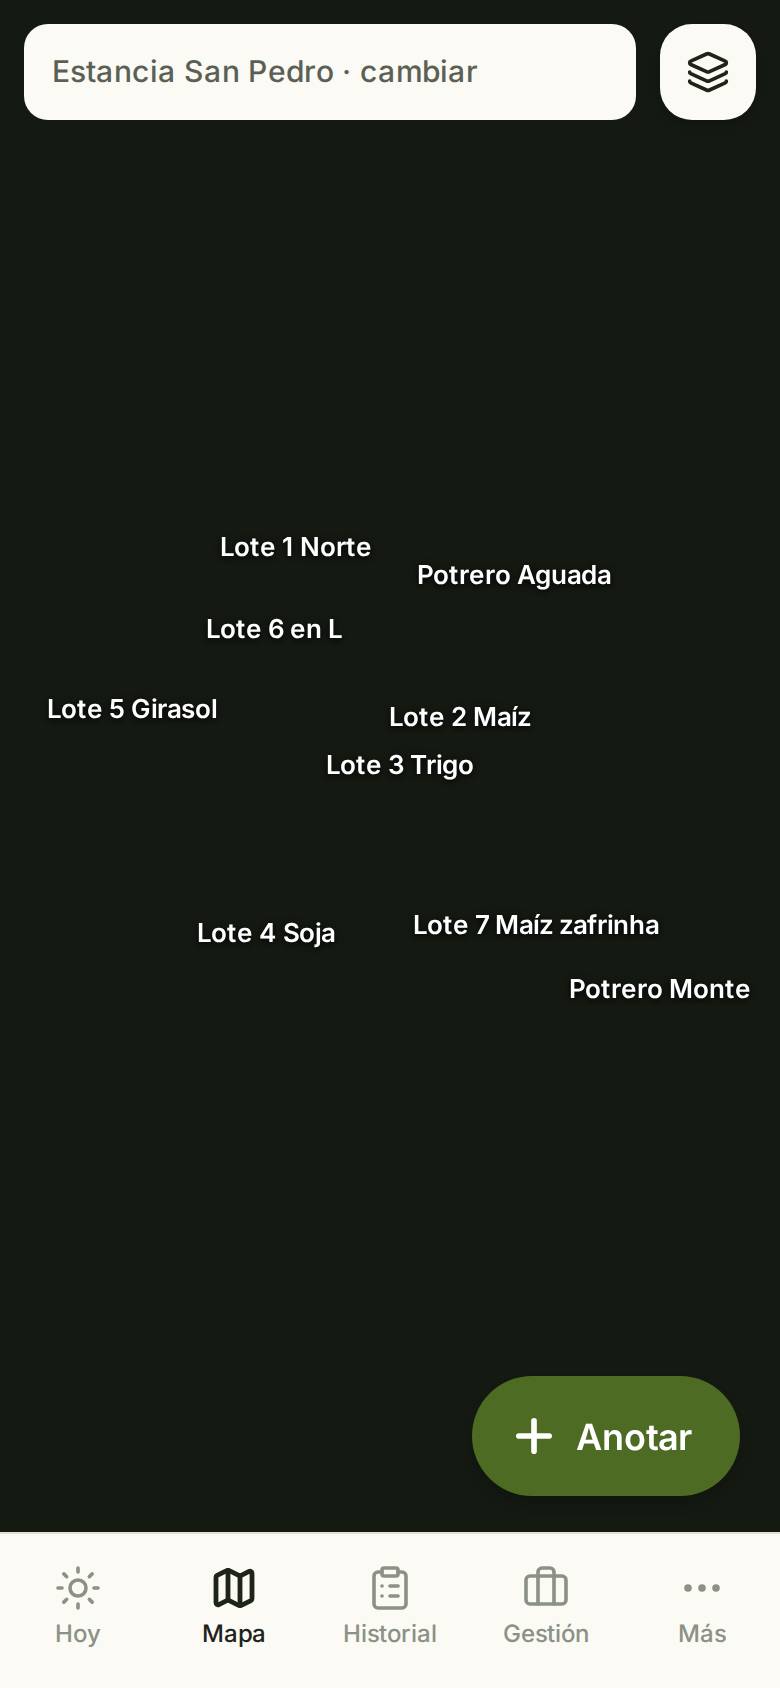 Estancia San Pedro · cambiar
Lote 1 Norte
Potrero Aguada
Lote 6 en L
Lote 5 Girasol
Lote 2 Maíz
Lote 3 Trigo
Lote 7 Maíz zafrinha
Lote 4 Soja
Potrero Monte
Anotar
Hoy
Mapa
Historial
Gestión
Más